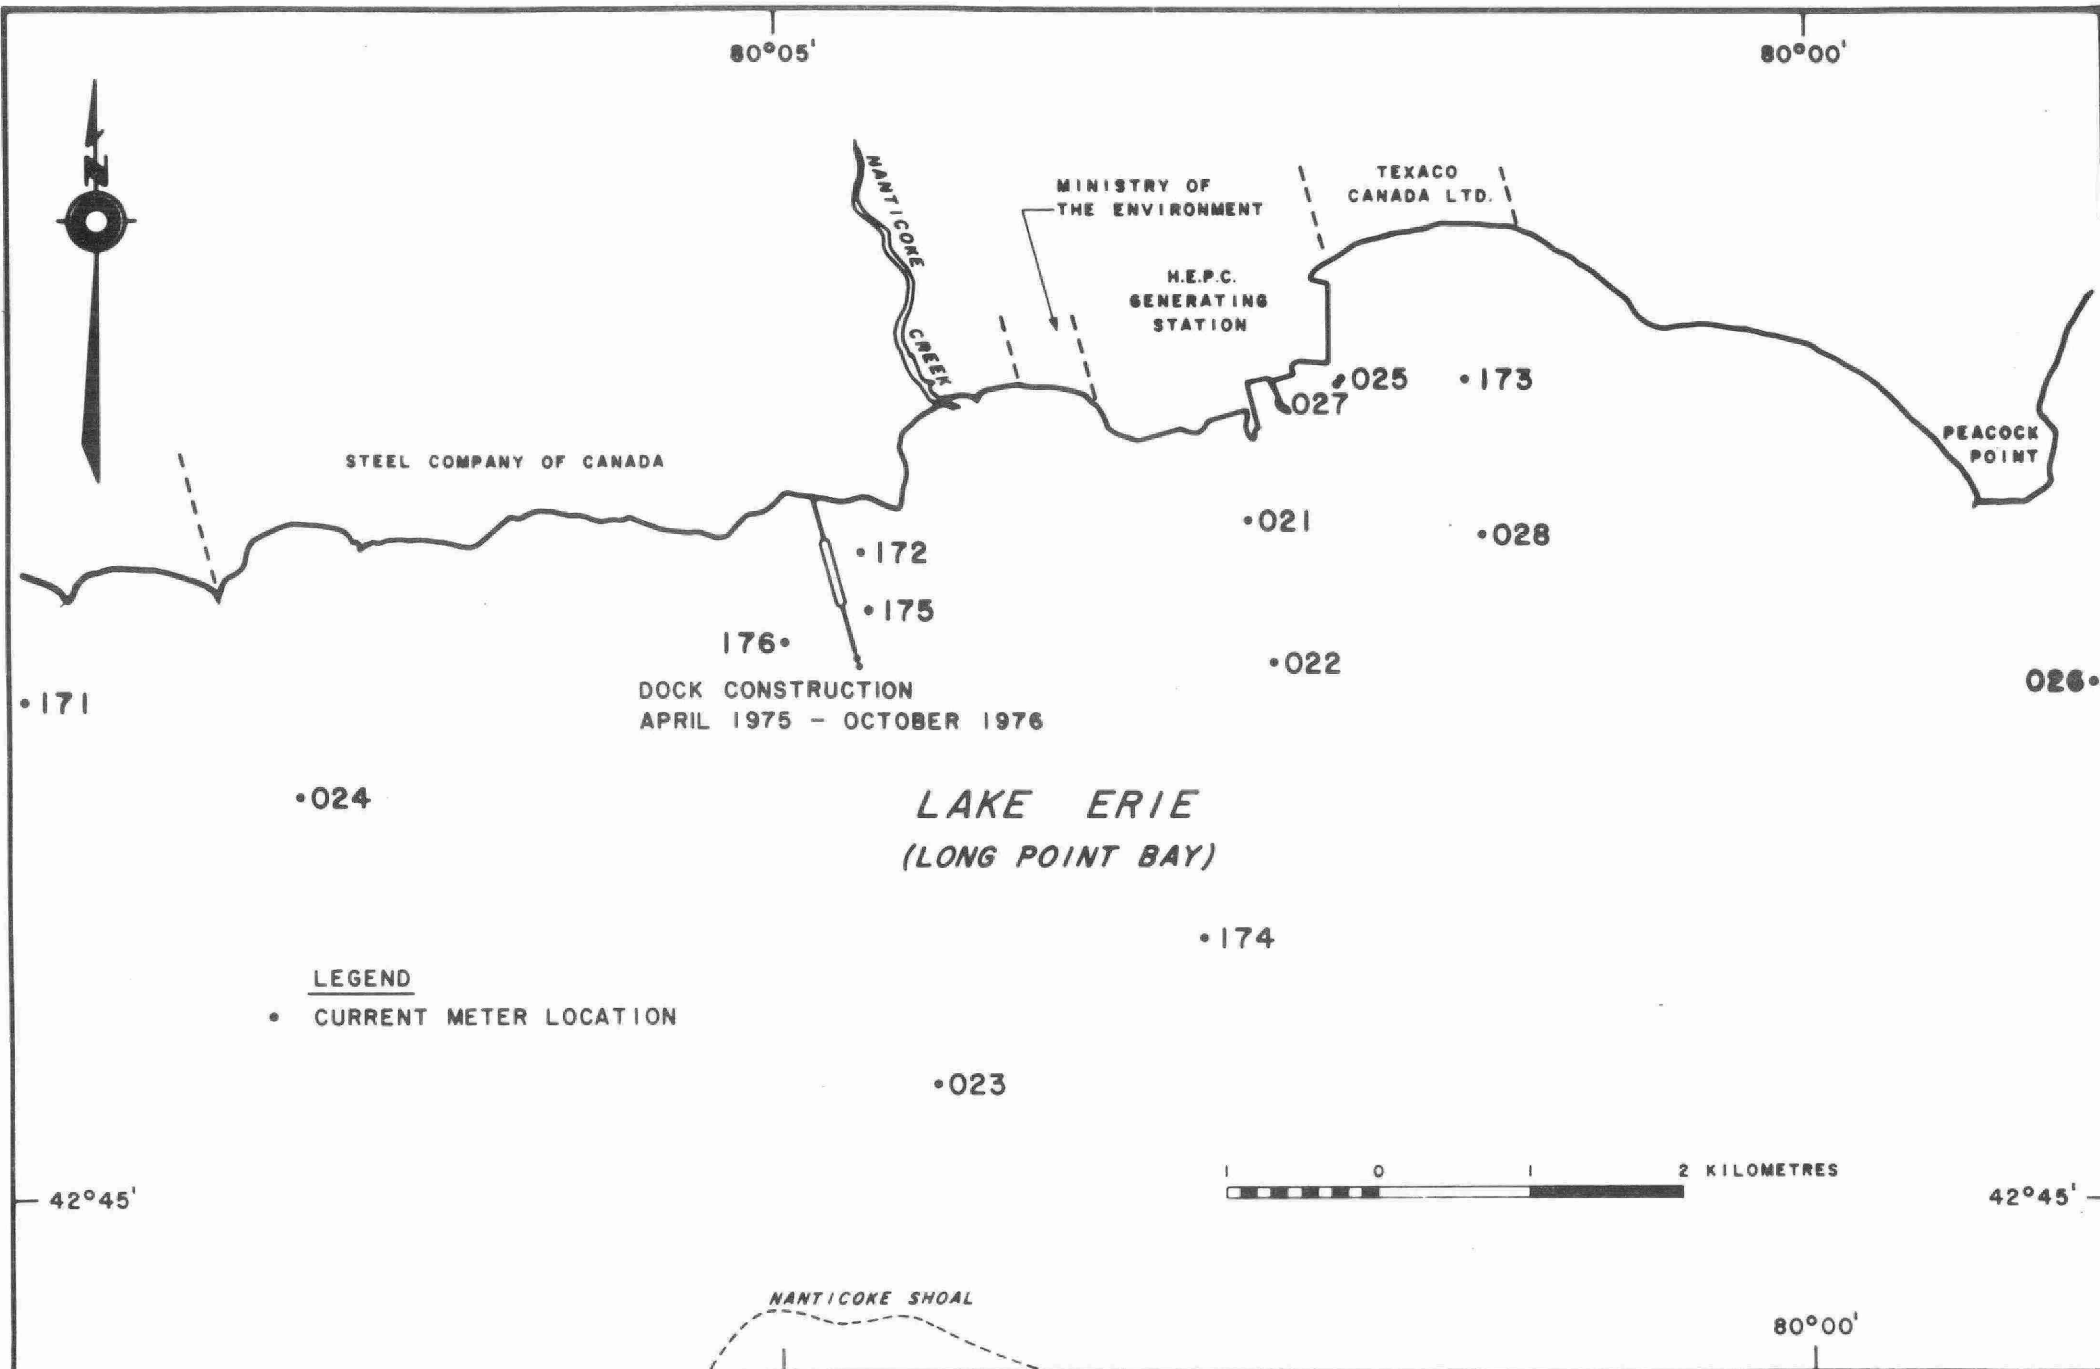 80°05'
80°00'
N
NANTICOKE CREEK
MINISTRY OF
THE ENVIRONMENT
TEXACO
CANADA LTD.
H.E.P.C.
GENERATING
STATION
025
173
027
PEACOCK
POINT
STEEL COMPANY OF CANADA
021
028
172
175
176
022
026
171
DOCK CONSTRUCTION
APRIL 1975 - OCTOBER 1976
024
LAKE ERIE
(LONG POINT BAY)
174
LEGEND
• CURRENT METER LOCATION
023
1 0 1 2 KILOMETRES
42°45'
42°45'
NANTICOKE SHOAL
80°00'